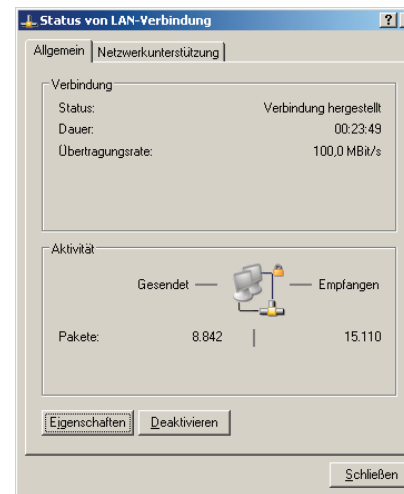 Status von LAN-Verbindung ?
Allgemein Netzwerkunterstützung
Verbindung
Status: Verbindung hergestellt
Dauer: 00:23:49
Übertragungsrate: 100,0 MBit/s
Aktivität
Gesendet — — Empfangen
Pakete: 8.842 | 15.110
Eigenschaften Deaktivieren
Schließen